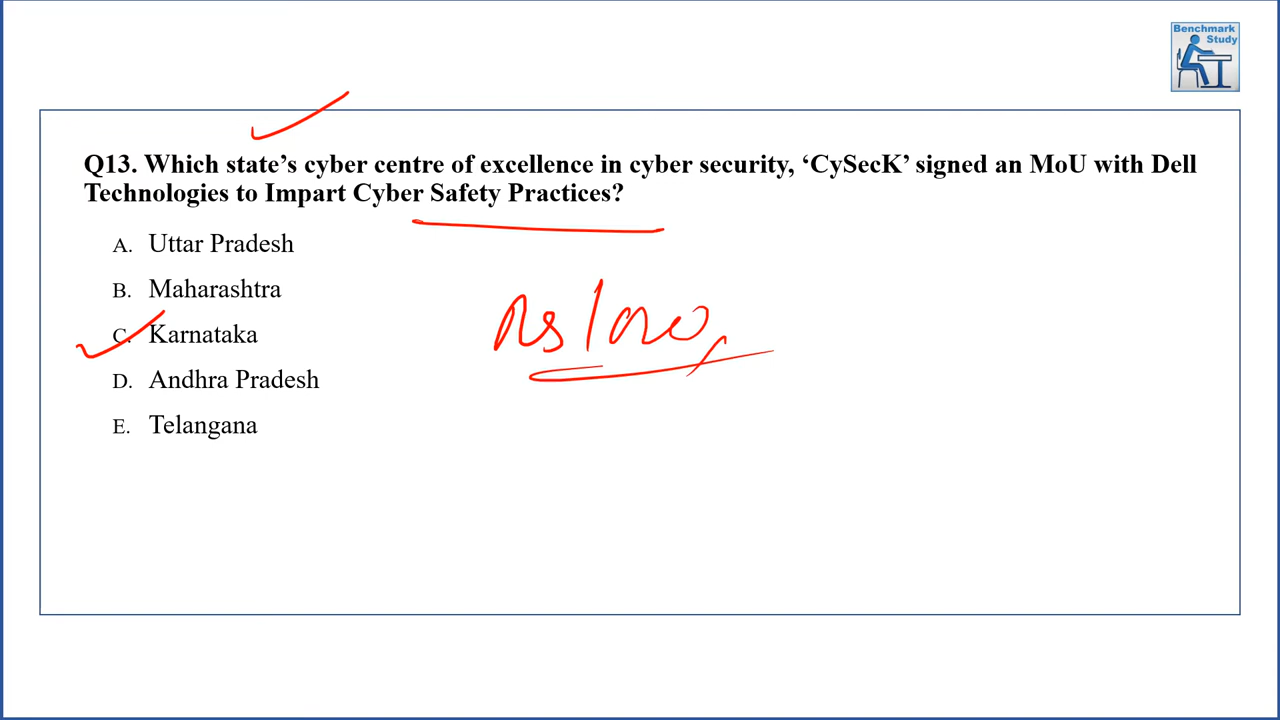 Benchmark
Study
Q13. Which state’s cyber centre of excellence in cyber security, ‘CySecK’ signed an MoU with Dell
Technologies to Impart Cyber Safety Practices?
A. Uttar Pradesh
B. Maharashtra
C. Karnataka
D. Andhra Pradesh
E. Telangana